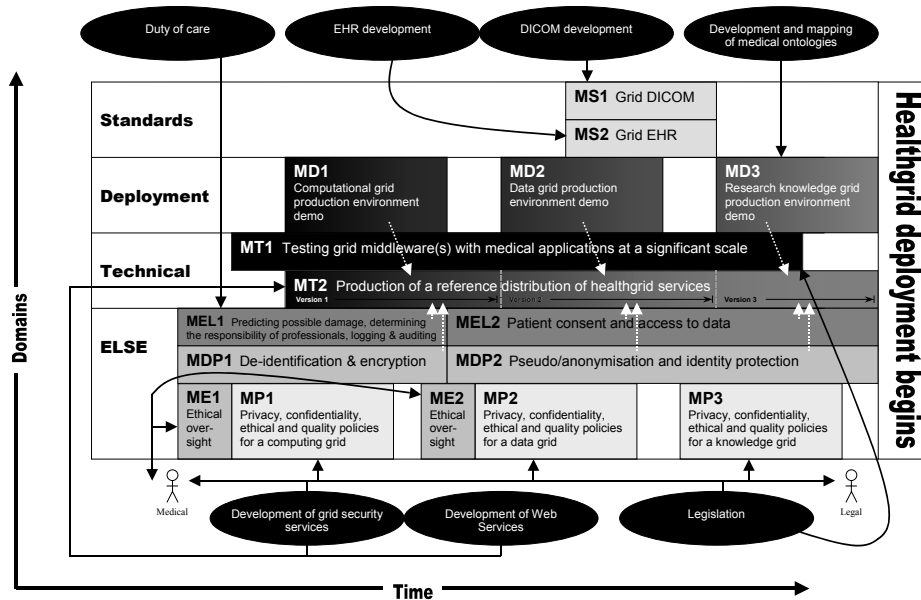 Duty of care
EHR development
DICOM development
Development and mapping
of medical ontologies
Standards
MS1 Grid DICOM
MS2 Grid EHR
Deployment
MD1
Computational grid
production environment
demo
MD2
Data grid production
environment demo
MD3
Research knowledge grid
production environment
demo
Technical
MT1 Testing grid middleware(s) with medical applications at a significant scale
MT2 Production of a reference distribution of healthgrid services
Version 1
Version 2
Version 3
ELSE
MEL1 Predicting possible damage, determining
the responsibility of professionals, logging & auditing
MEL2 Patient consent and access to data
MDP1 De-identification & encryption
MDP2 Pseudo/anonymisation and identity protection
ME1
Ethical
over-
sight
MP1
Privacy, confidentiality,
ethical and quality policies
for a computing grid
ME2
Ethical
over-
sight
MP2
Privacy, confidentiality,
ethical and quality policies
for a data grid
MP3
Privacy, confidentiality,
ethical and quality policies
for a knowledge grid
Healthgrid deployment begins
Domains
Medical
Legal
Development of grid security
services
Development of Web
Services
Legislation
Time